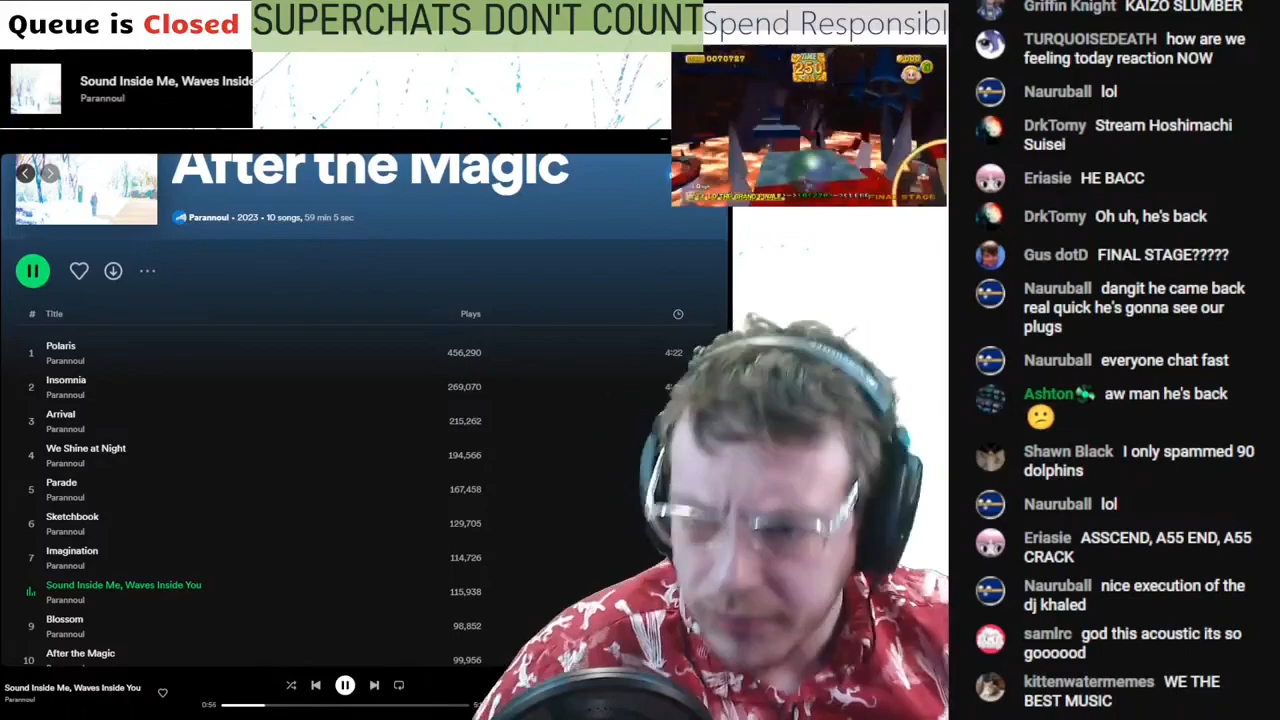 Queue is Closed
SUPERCHATS DON'T COUNT
Spend Responsibl
Sound Inside Me, Waves Inside
Parannoul
After the Magic
Parannoul • 2023 • 10 songs, 59 min 5 sec
# Title Plays
1 Polaris 456,290 4:22
Parannoul
2 Insomnia 269,070
Parannoul
3 Arrival 215,262
Parannoul
4 We Shine at Night 194,566
Parannoul
5 Parade 167,458
Parannoul
6 Sketchbook 129,705
Parannoul
7 Imagination 114,726
Parannoul
Sound Inside Me, Waves Inside You 115,938
Parannoul
9 Blossom 98,852
Parannoul
10 After the Magic 99,956
Parannoul
Sound Inside Me, Waves Inside You
Parannoul
0:56
0070727
TIME
250
FINAL STAGE
Griffin Knight KAIZO SLUMBER
TURQUOISEDEATH how are we
feeling today reaction NOW
Nauruball lol
DrkTomy Stream Hoshimachi
Suisei
Eriasie HE BACC
DrkTomy Oh uh, he's back
Gus dotD FINAL STAGE?????
Nauruball dangit he came back
real quick he's gonna see our
plugs
Nauruball everyone chat fast
Ashton aw man he's back
Shawn Black I only spammed 90
dolphins
Nauruball lol
Eriasie ASSCEND, A55 END, A55
CRACK
Nauruball nice execution of the
dj khaled
samlrc god this acoustic its so
goooood
kittenwatermemes WE THE
BEST MUSIC